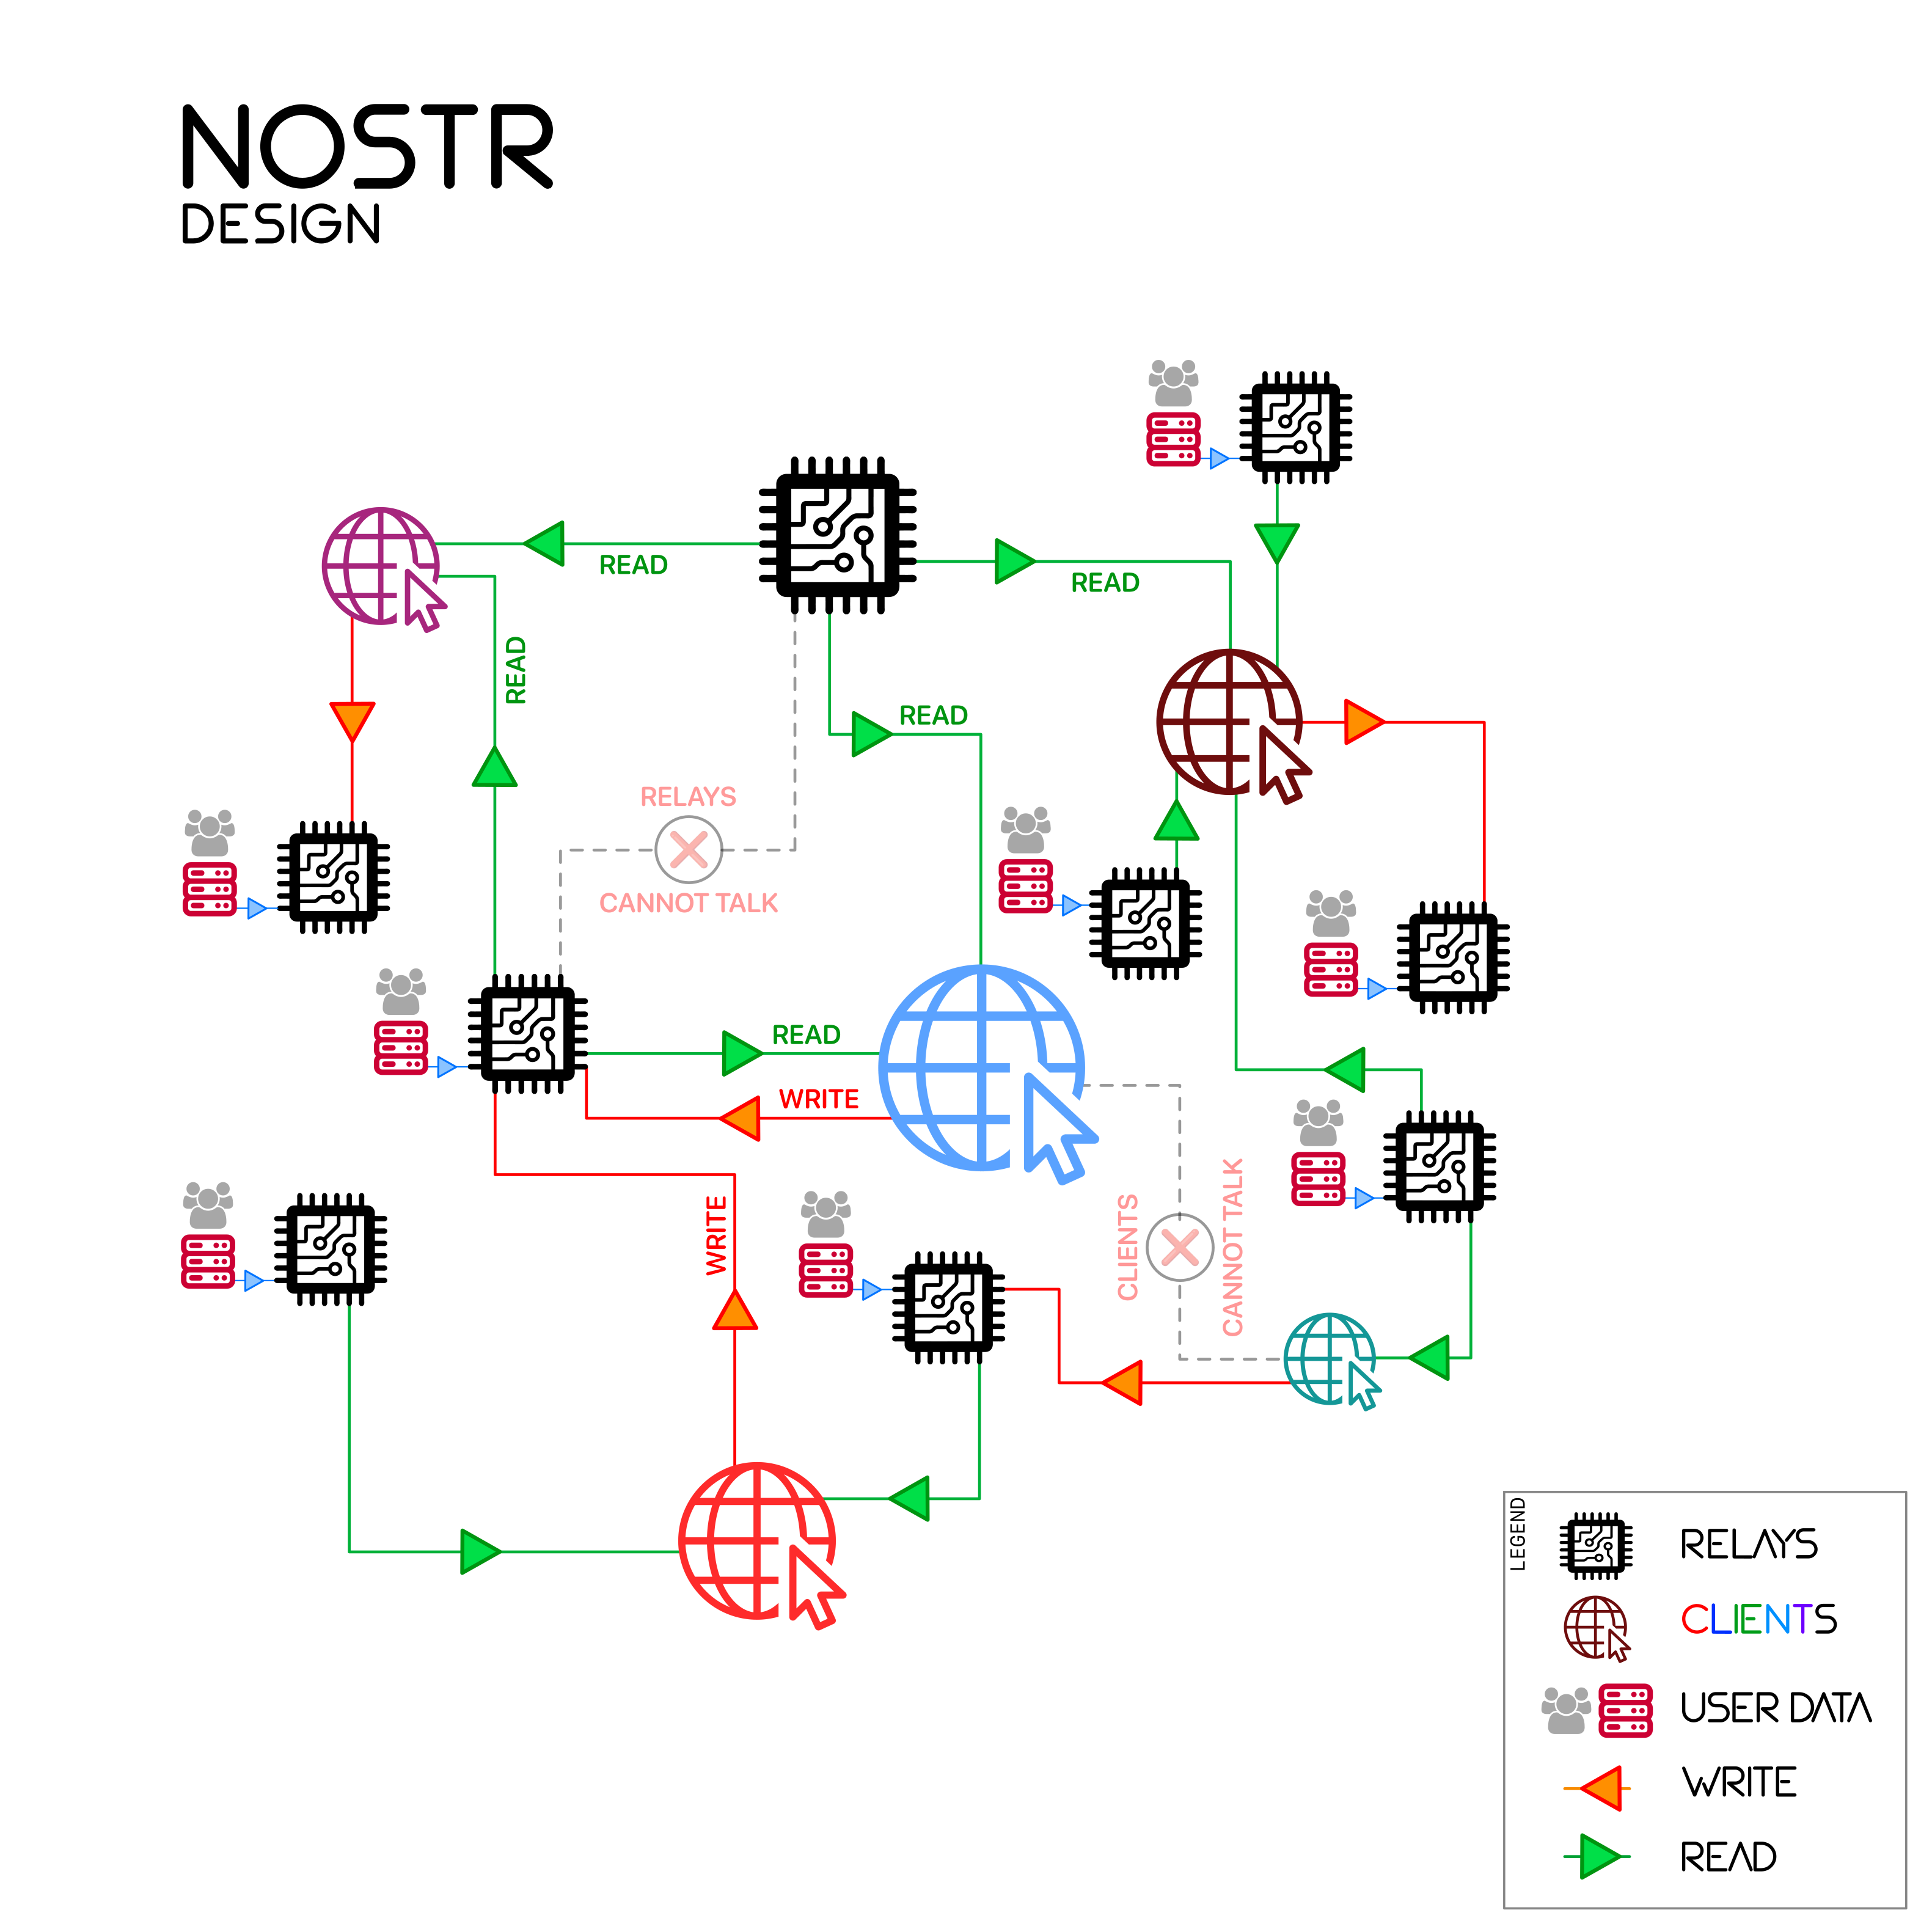 NOSTR
DESIGN
READ
READ
READ
READ
RELAYS
CANNOT TALK
READ
WRITE
WRITE
CLIENTS
CANNOT TALK
LEGEND
RELAYS
CLIENTS
USER DATA
WRITE
READ